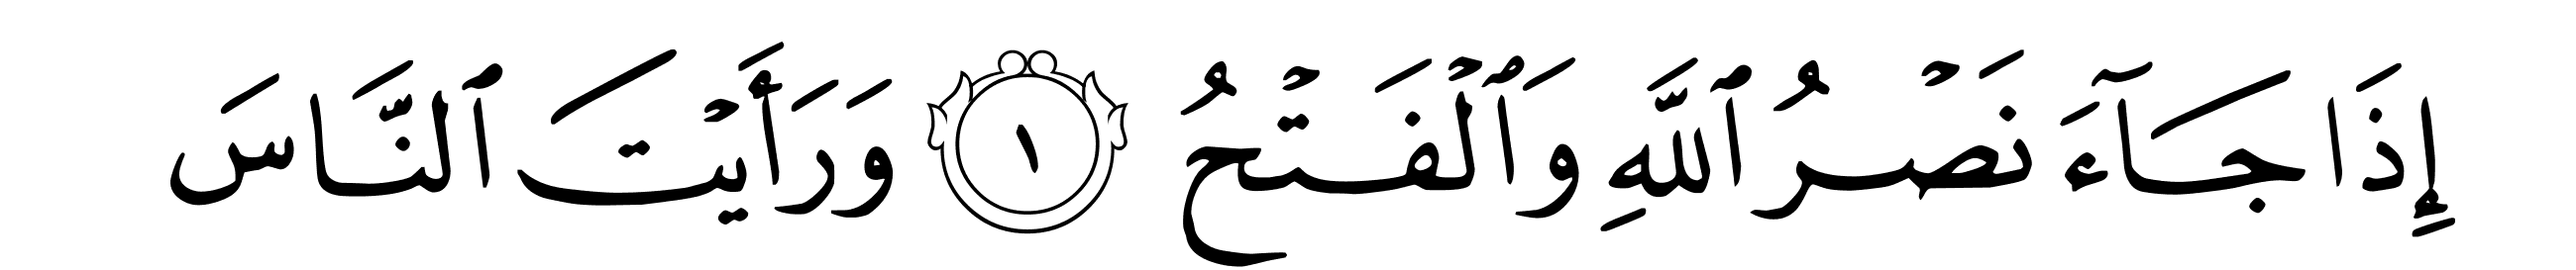 إِذَا جَآءَ نَصْرُ ٱللَّهِ وَٱلْفَتْحُ ١ وَرَأَيْتَ ٱلنَّاسَ